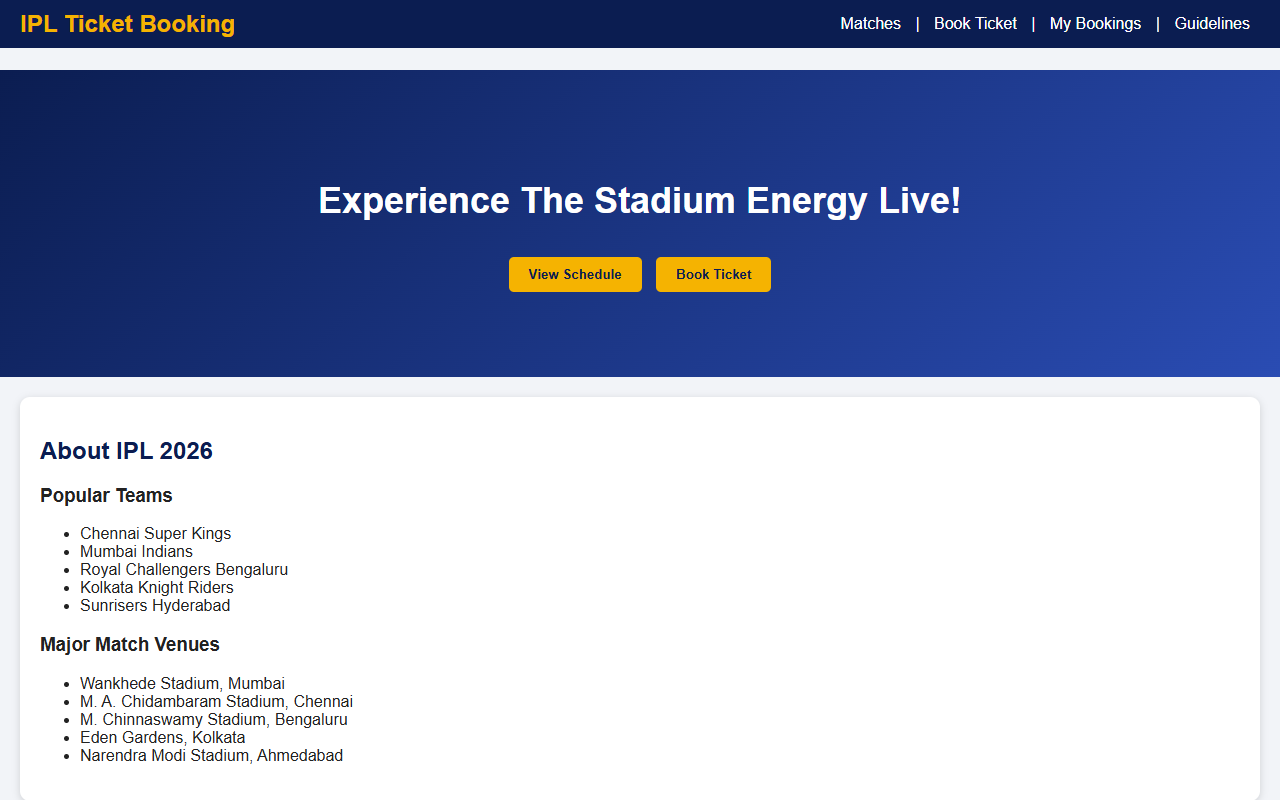 IPL Ticket Booking
Matches | Book Ticket | My Bookings | Guidelines
Experience The Stadium Energy Live!
View Schedule Book Ticket
About IPL 2026
Popular Teams
• Chennai Super Kings
• Mumbai Indians
• Royal Challengers Bengaluru
• Kolkata Knight Riders
• Sunrisers Hyderabad
Major Match Venues
• Wankhede Stadium, Mumbai
• M. A. Chidambaram Stadium, Chennai
• M. Chinnaswamy Stadium, Bengaluru
• Eden Gardens, Kolkata
• Narendra Modi Stadium, Ahmedabad